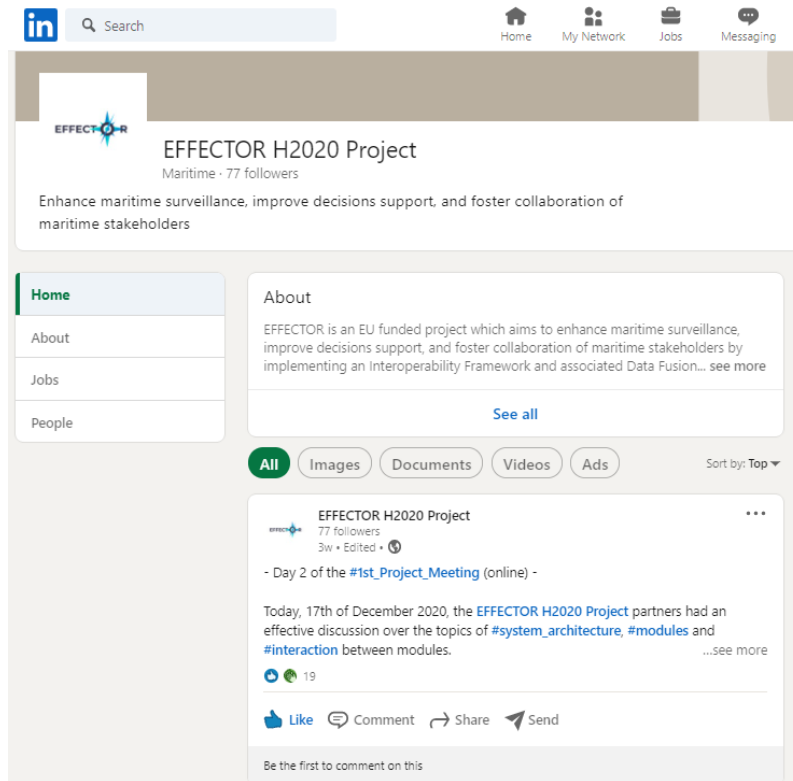 in
Search
Home
My Network
Jobs
Messaging
EFFECTOR
EFFECTOR H2020 Project
Maritime · 77 followers
Enhance maritime surveillance, improve decisions support, and foster collaboration of
maritime stakeholders
Home
About
Jobs
People
About
EFFECTOR is an EU funded project which aims to enhance maritime surveillance,
improve decisions support, and foster collaboration of maritime stakeholders by
implementing an Interoperability Framework and associated Data Fusion... see more
See all
All
Images
Documents
Videos
Ads
Sort by: Top
EFFECTOR
EFFECTOR H2020 Project
77 followers
3w • Edited •
- Day 2 of the #1st_Project_Meeting (online) -
Today, 17th of December 2020, the EFFECTOR H2020 Project partners had an
effective discussion over the topics of #system_architecture, #modules and
#interaction between modules. ...see more
19
Like
Comment
Share
Send
Be the first to comment on this